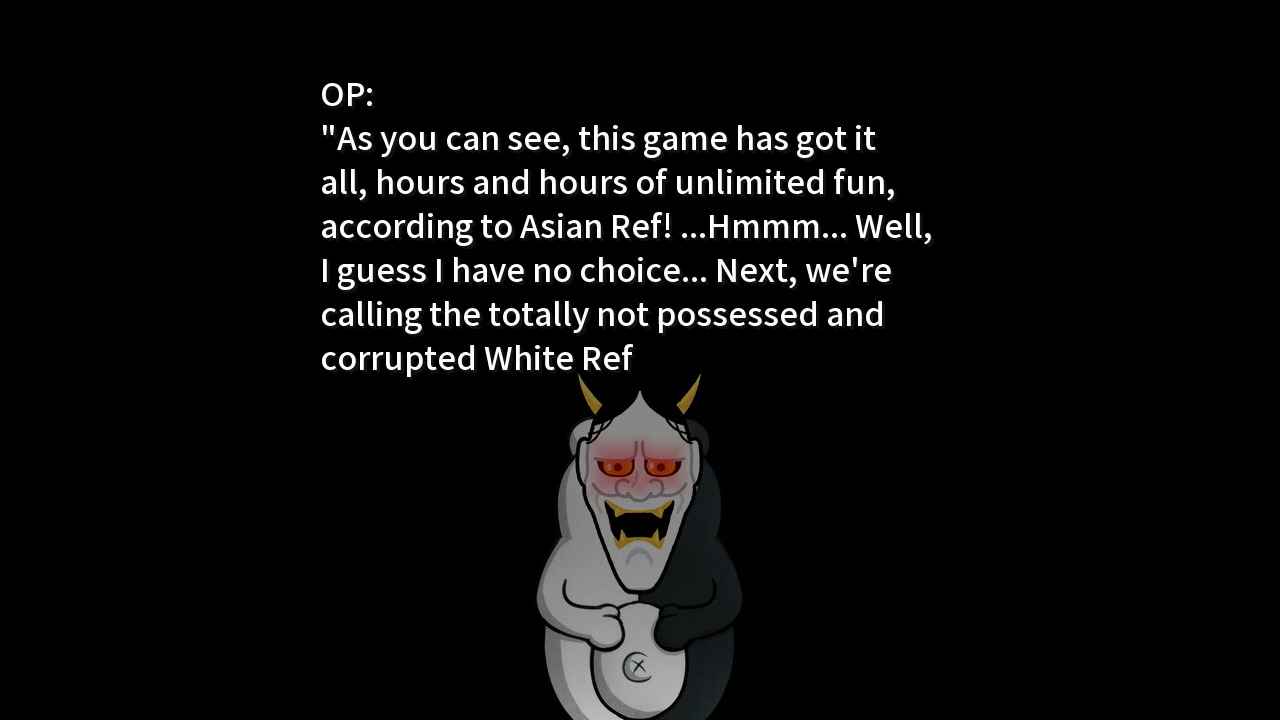 OP:
"As you can see, this game has got it
all, hours and hours of unlimited fun,
according to Asian Ref! ...Hmmm... Well,
I guess I have no choice... Next, we're
calling the totally not possessed and
corrupted White Ref